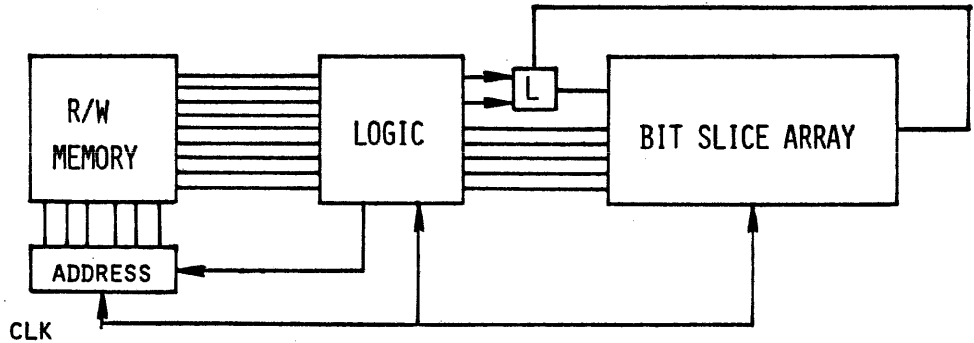 R/W
MEMORY
LOGIC
L
BIT SLICE ARRAY
ADDRESS
CLK